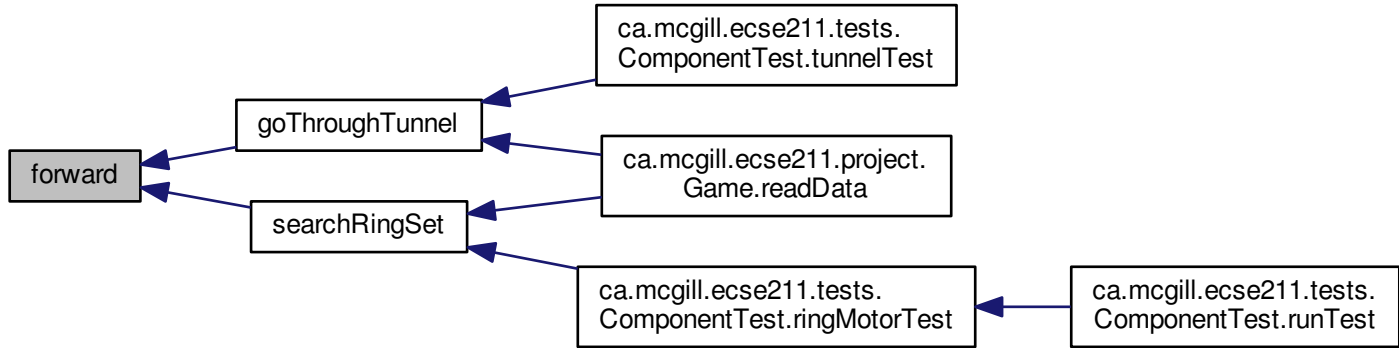 ca.mcgill.ecse211.tests.
ComponentTest.tunnelTest
goThroughTunnel
ca.mcgill.ecse211.project.
Game.readData
forward
searchRingSet
ca.mcgill.ecse211.tests.
ComponentTest.ringMotorTest
ca.mcgill.ecse211.tests.
ComponentTest.runTest